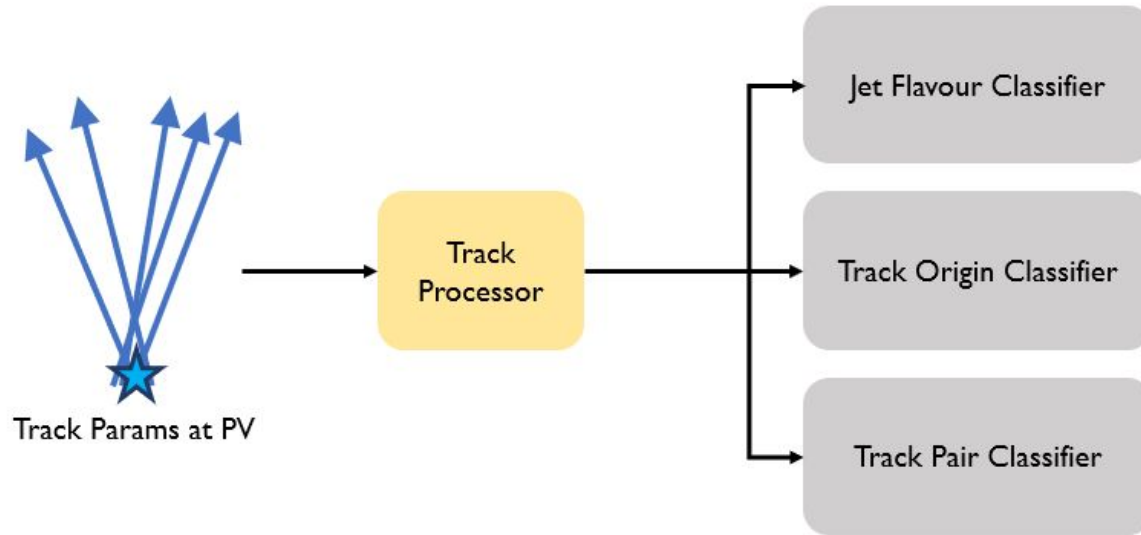 Jet Flavour Classifier
Track
Processor
Track Origin Classifier
Track Params at PV
Track Pair Classifier